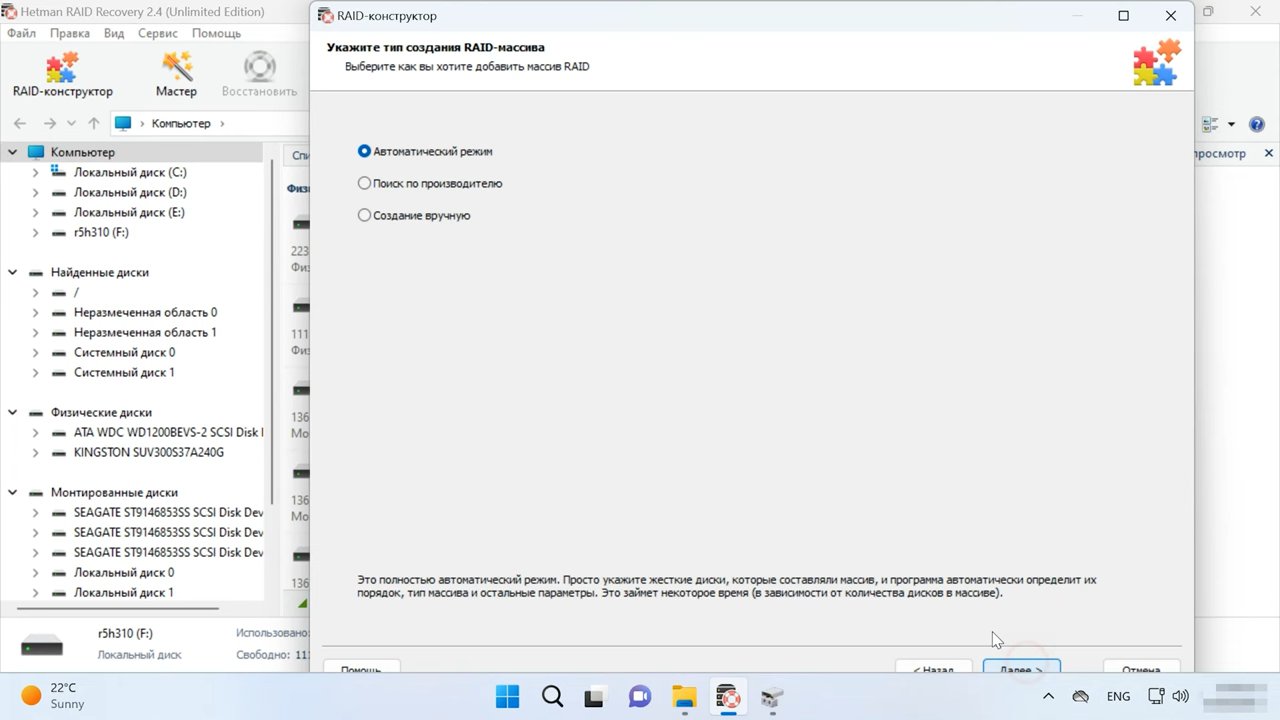 Hetman RAID Recovery 2.4 (Unlimited Edition)
Файл Правка Вид Сервис Помощь
RAID-конструктор Мастер Восстановить
Компьютер
Компьютер
Локальный диск (C:)
Локальный диск (D:)
Локальный диск (E:)
r5h310 (F:)
Найденные диски
/
Неразмеченная область 0
Неразмеченная область 1
Системный диск 0
Системный диск 1
Физические диски
ATA WDC WD1200BEVS-2 SCSI Disk
KINGSTON SUV300S37A240G
Монтированные диски
SEAGATE ST9146853SS SCSI Disk Dev
SEAGATE ST9146853SS SCSI Disk Dev
SEAGATE ST9146853SS SCSI Disk Dev
Локальный диск 0
Локальный диск 1
r5h310 (F:)
Локальный диск
Использовано:
Свободно: 11
RAID-конструктор
Укажите тип создания RAID-массива
Выберите как вы хотите добавить массив RAID
Автоматический режим
Поиск по производителю
Создание вручную
Это полностью автоматический режим. Просто укажите жесткие диски, которые составляли массив, и программа автоматически определит их
порядок, тип массива и остальные параметры. Это займет некоторое время (в зависимости от количества дисков в массиве).
Помощь < Назад Далее > Отмена
22°C
Sunny
ENG